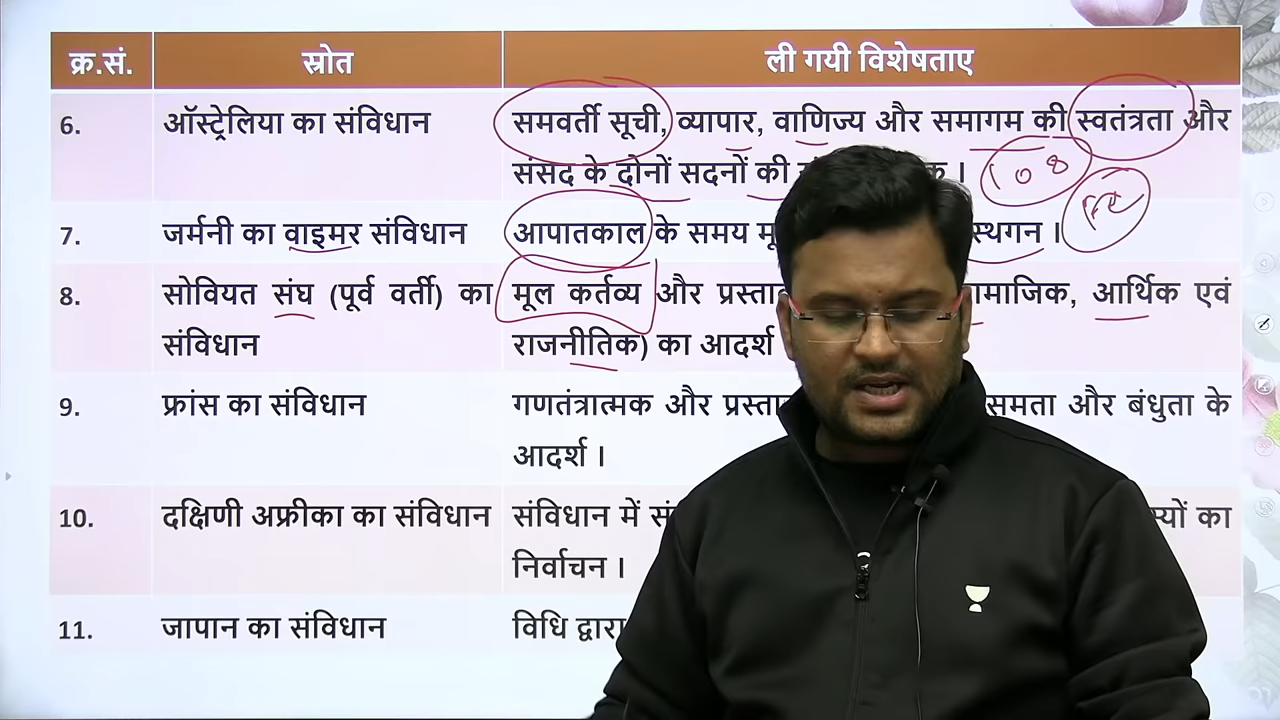 क्र.सं. स्रोत ली गयी विशेषताए
6. ऑस्ट्रेलिया का संविधान समवर्ती सूची, व्यापार, वाणिज्य और समागम की स्वतंत्रता और
संसद के दोनों सदनों की
108
7. जर्मनी का वाइमर संविधान आपातकाल के समय स्थगन ।
8. सोवियत संघ (पूर्व वर्ती) का मूल कर्तव्य और आर्थिक एवं
संविधान राजनीतिक) का आदर्श
9. फ्रांस का संविधान गणतंत्रात्मक और समता और बंधुता के
आदर्श ।
10. दक्षिणी अफ्रीका का संविधान संविधान में का
निर्वाचन ।
11. जापान का संविधान विधि द्वारा